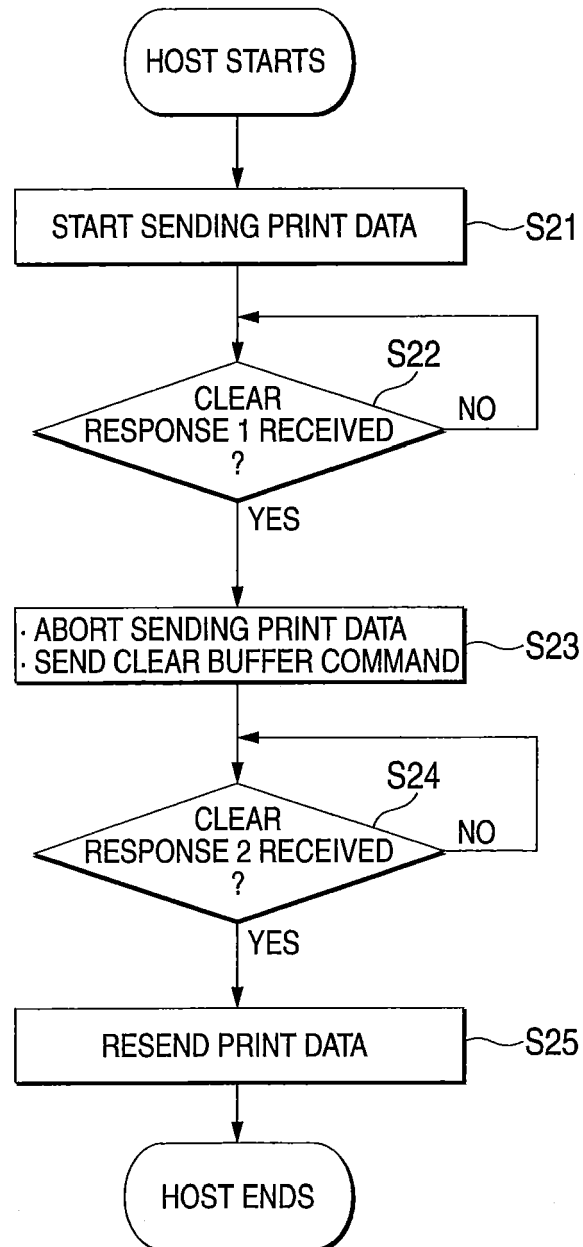 HOST STARTS
START SENDING PRINT DATA
S21
S22
CLEAR
RESPONSE 1 RECEIVED
?
NO
YES
· ABORT SENDING PRINT DATA
· SEND CLEAR BUFFER COMMAND
S23
S24
CLEAR
RESPONSE 2 RECEIVED
?
NO
YES
RESEND PRINT DATA
S25
HOST ENDS